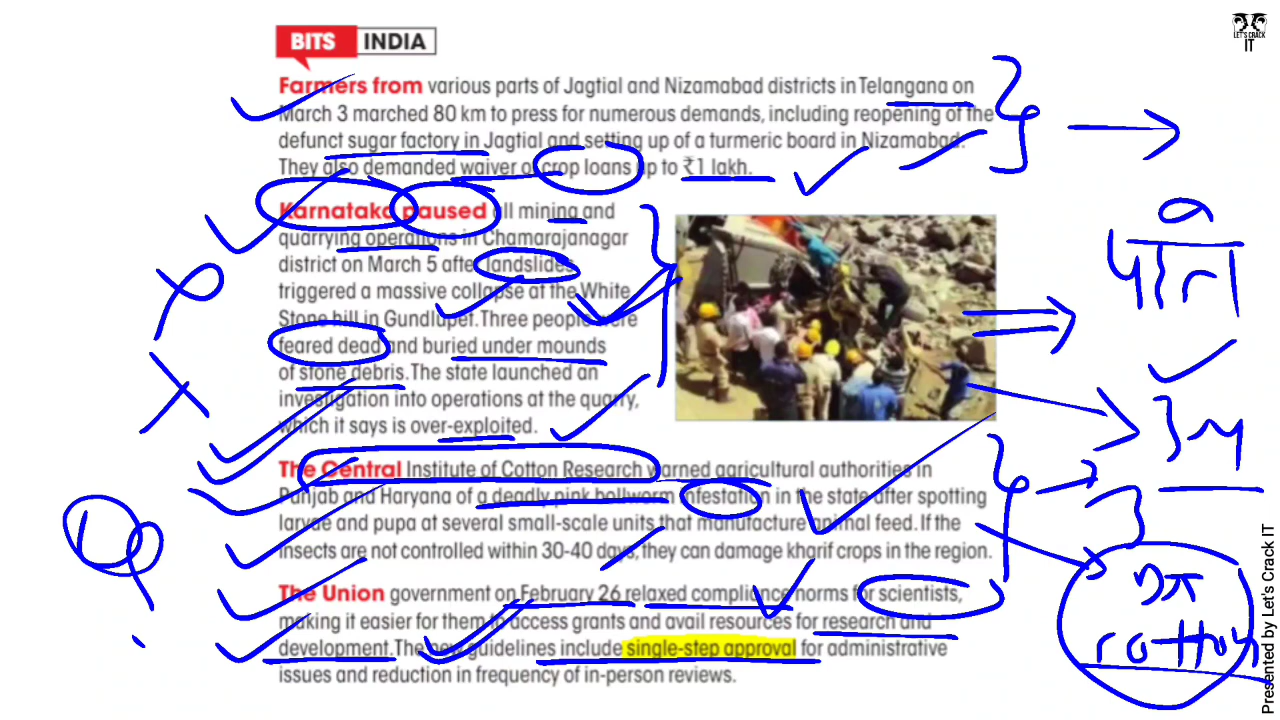 BITS INDIA
LET'S CRACK
IT
Farmers from various parts of Jagtial and Nizamabad districts in Telangana on
March 3 marched 80 km to press for numerous demands, including reopening of the
defunct sugar factory in Jagtial and setting up of a turmeric board in Nizamabad.
They also demanded waiver of crop loans up to ₹1 lakh.
Karnataka paused all mining and
quarrying operations in Chamarajanagar
district on March 5 after landslides
triggered a massive collapse at the White
Stone hill in Gundlupet. Three people were
feared dead and buried under mounds
of stone debris. The state launched an
investigation into operations at the quarry,
which it says is over-exploited.
The Central Institute of Cotton Research warned agricultural authorities in
Punjab and Haryana of a deadly pink bollworm infestation in the state after spotting
larvae and pupa at several small-scale units that manufacture animal feed. If the
insects are not controlled within 30-40 days, they can damage kharif crops in the region.
The Union government on February 26 relaxed compliance norms for scientists,
making it easier for them to access grants and avail resources for research and
development. The new guidelines include single-step approval for administrative
issues and reduction in frequency of in-person reviews.
Presented by Let's Crack IT